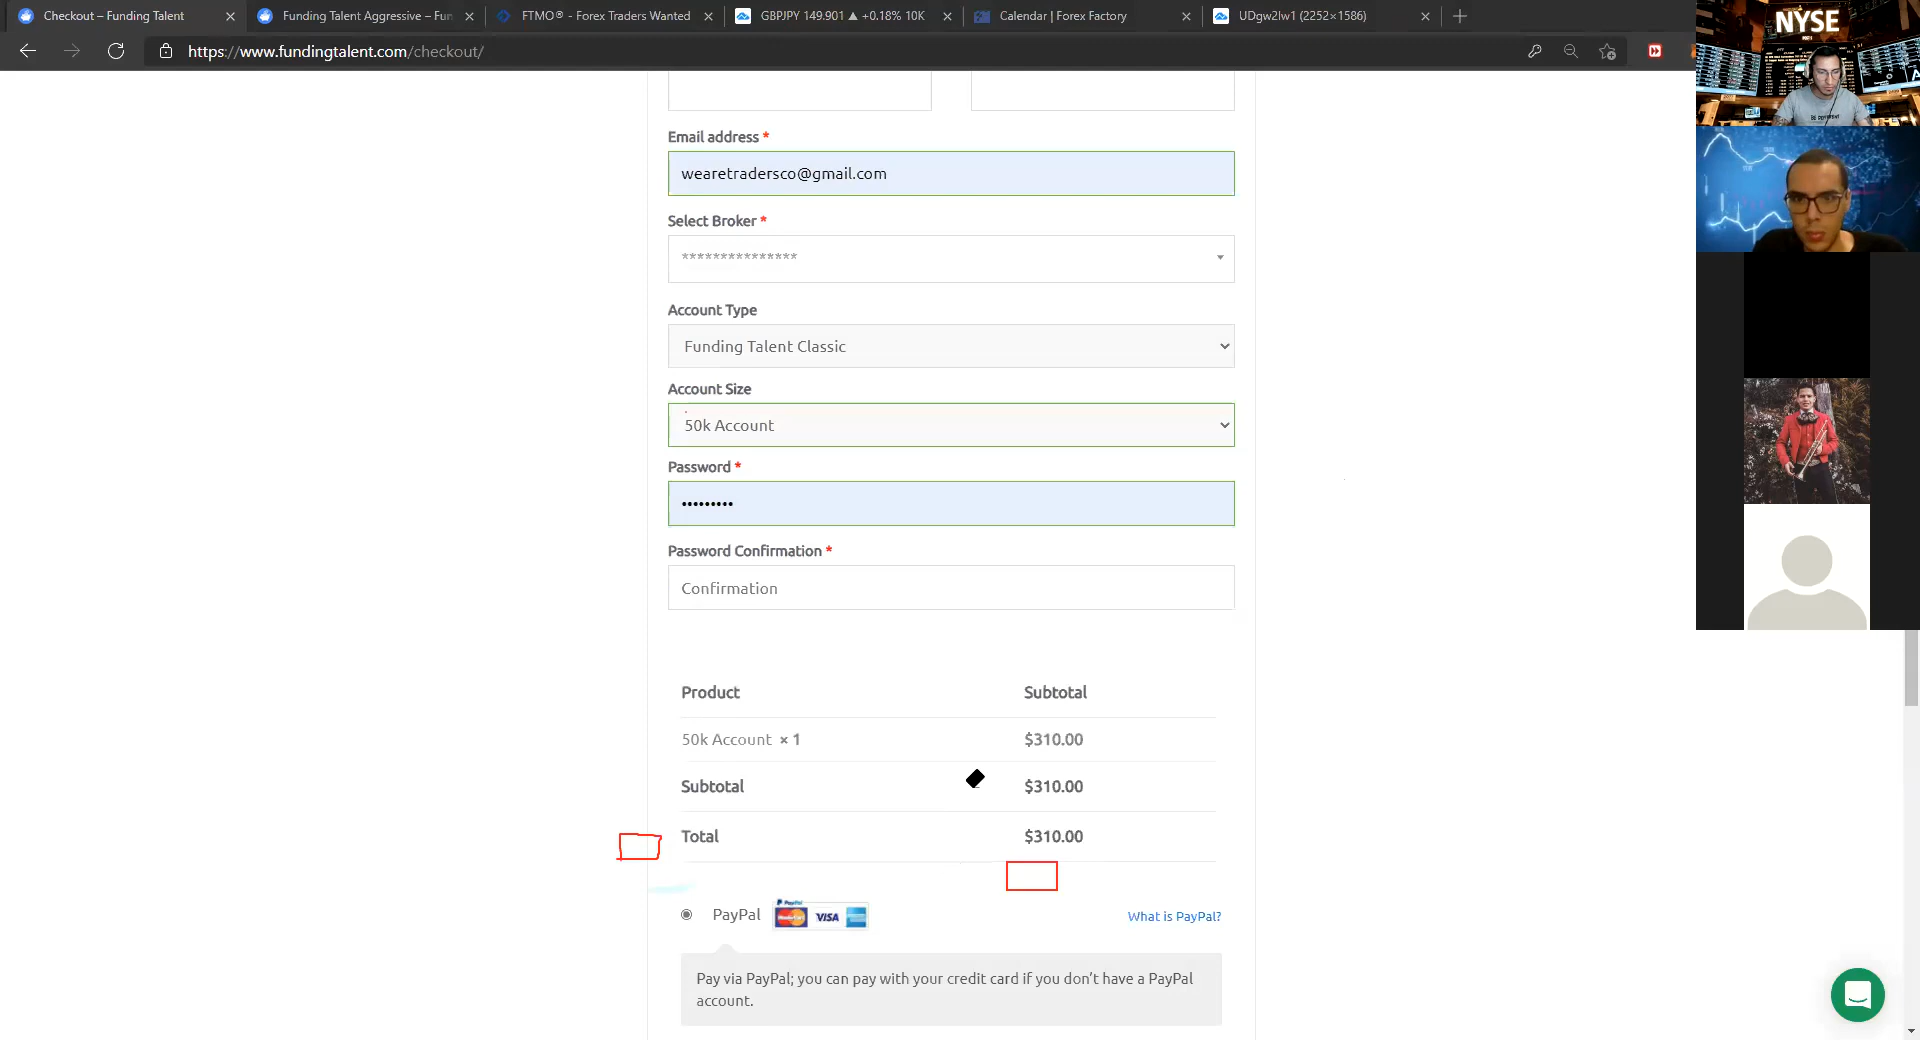 Checkout – Funding Talent
Funding Talent Aggressive – Fun
FTMO® - Forex Traders Wanted
GBPJPY 149.901 ▲ +0.18% 10K
Calendar | Forex Factory
UDgw2lw1 (2252×1586)
https://www.fundingtalent.com/checkout/
NYSE
Email address *
wearetradersco@gmail.com
Select Broker *
***************
Account Type
Funding Talent Classic
Account Size
50k Account
Password *
•••••••••
Password Confirmation *
Confirmation
Product Subtotal
50k Account × 1 $310.00
Subtotal $310.00
Total $310.00
PayPal
PayPal
MasterCard VISA
What is PayPal?
Pay via PayPal; you can pay with your credit card if you don’t have a PayPal
account.